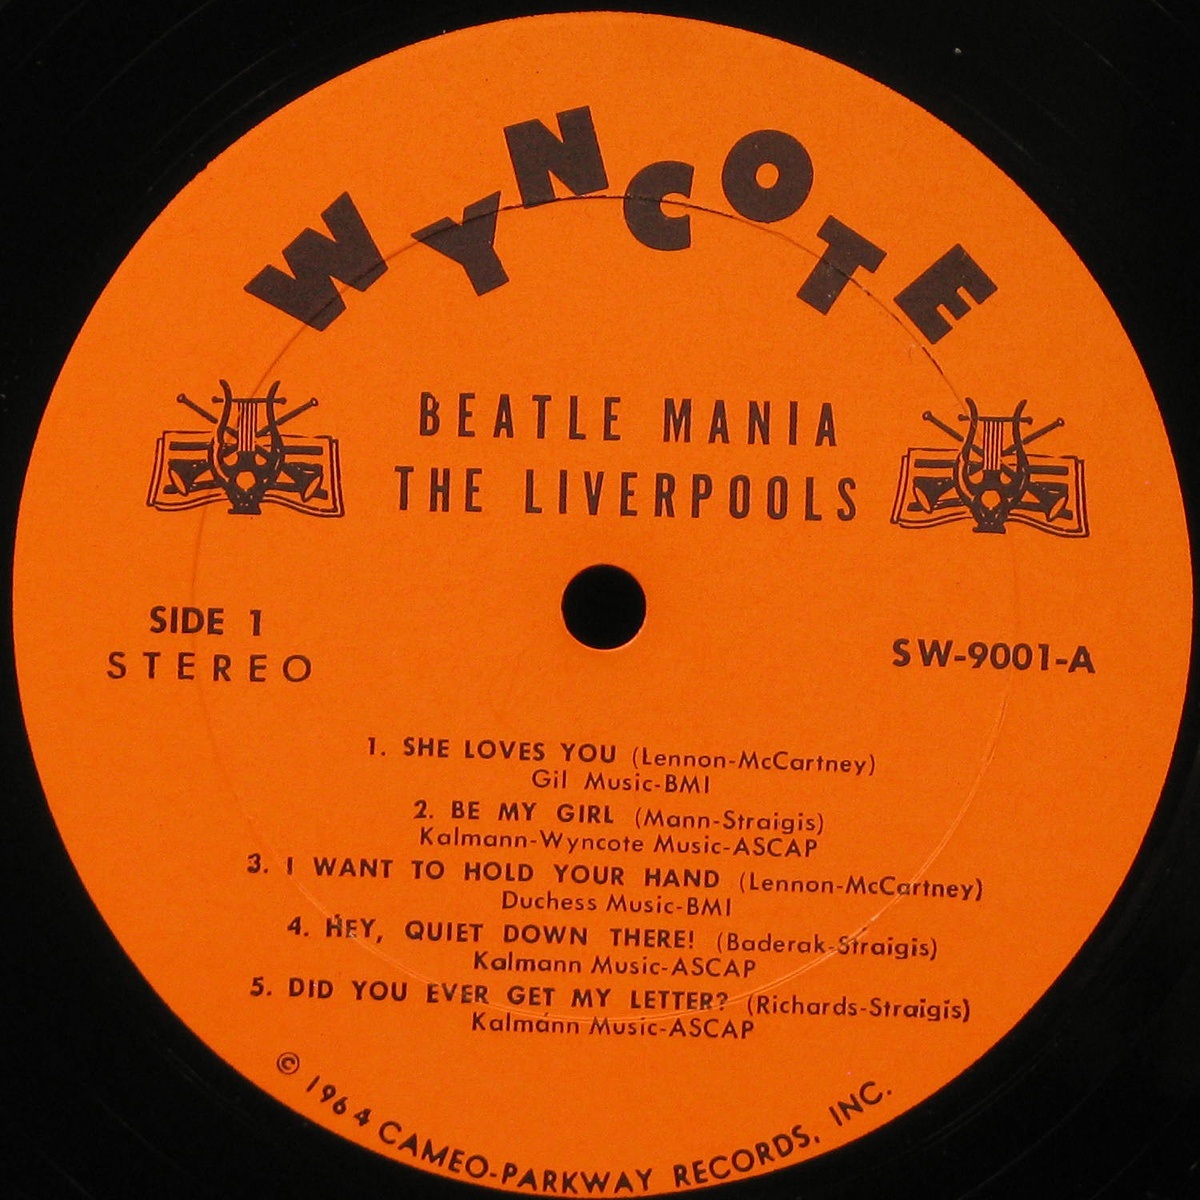 WYNCOTE
BEATLE MANIA
THE LIVERPOOLS
SIDE 1
STEREO
SW-9001-A
1. SHE LOVES YOU (Lennon-McCartney)
Gil Music-BMI
2. BE MY GIRL (Mann-Straigis)
Kalmann-Wyncote Music-ASCAP
3. I WANT TO HOLD YOUR HAND (Lennon-McCartney)
Duchess Music-BMI
4. HEY, QUIET DOWN THERE! (Baderak-Straigis)
Kalmann Music-ASCAP
5. DID YOU EVER GET MY LETTER? (Richards-Straigis)
Kalmann Music-ASCAP
© 1964 CAMEO-PARKWAY RECORDS, INC.